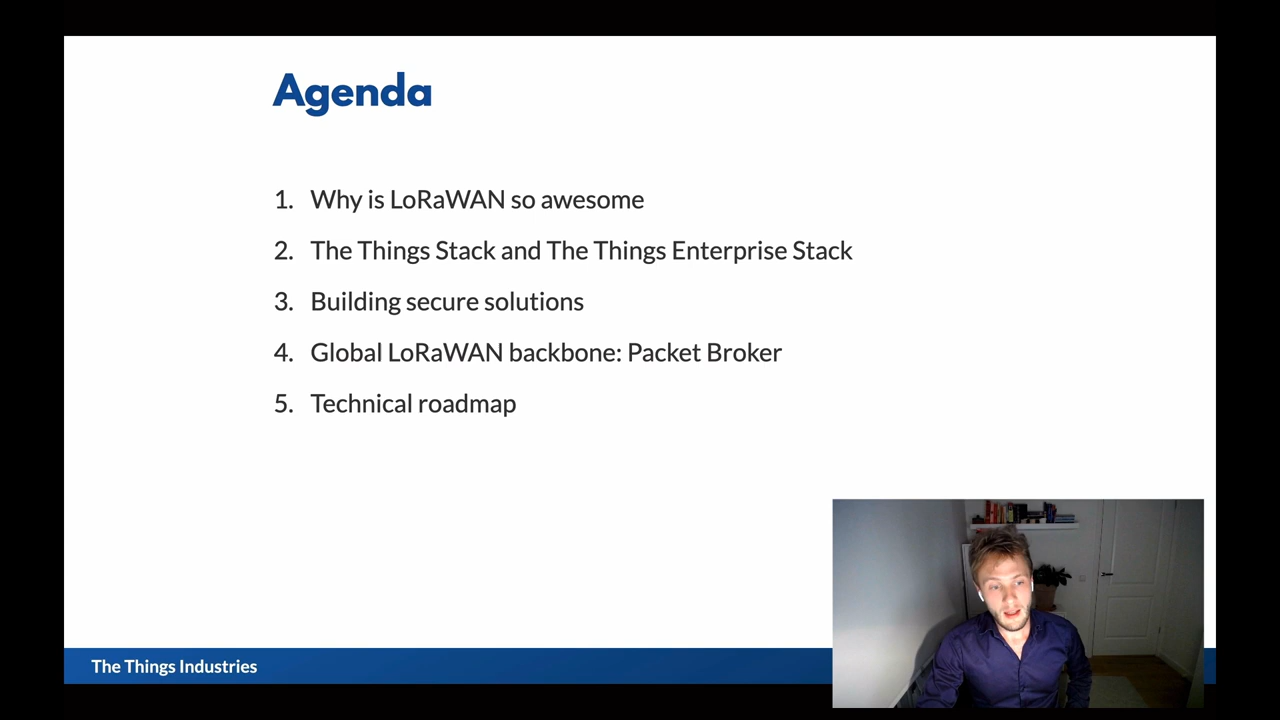 Agenda
1. Why is LoRaWAN so awesome
2. The Things Stack and The Things Enterprise Stack
3. Building secure solutions
4. Global LoRaWAN backbone: Packet Broker
5. Technical roadmap
The Things Industries